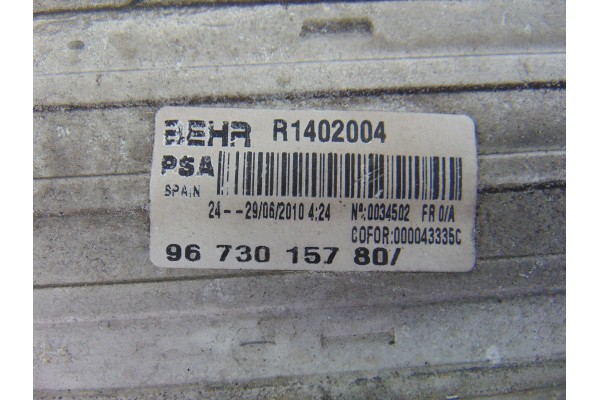 BEHR R1402004
PSA
SPAIN
24--29/06/2010 4:24 Nº:0034502 FR 0/A
COFOR:000043335C
96 730 157 80/